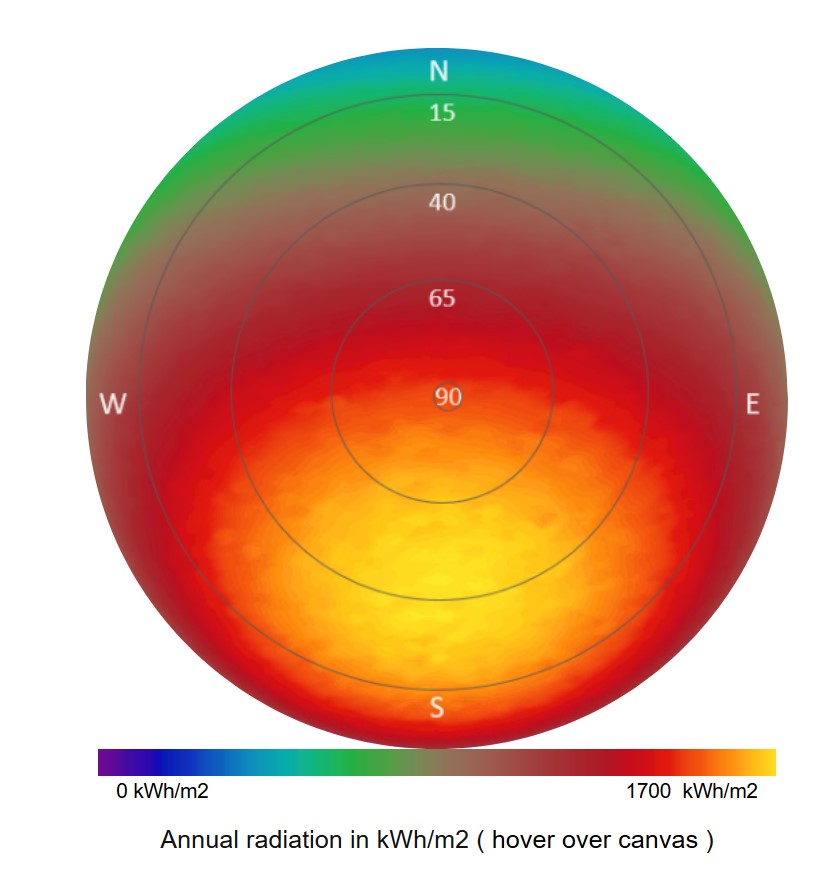 N
15
40
65
90
W
E
S
0 kWh/m2
1700 kWh/m2
Annual radiation in kWh/m2 ( hover over canvas )